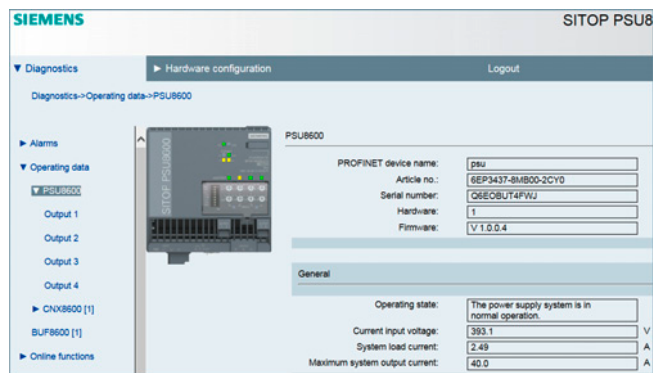 SIEMENS
SITOP PSU8
Diagnostics
Hardware configuration
Logout
Diagnostics->Operating data->PSU8600
Alarms
Operating data
PSU8600
Output 1
Output 2
Output 3
Output 4
CNX8600 [1]
BUF8600 [1]
Online functions
SITOP PSU8600
PSU8600
PROFINET device name: psu
Article no.: 6EP3437-8MB00-2CY0
Serial number: Q6EOBUT4FWJ
Hardware: 1
Firmware: V 1.0.0.4
General
Operating state: The power supply system is in
normal operation.
Current input voltage: 393.1 V
System load current: 2.49 A
Maximum system output current: 40.0 A